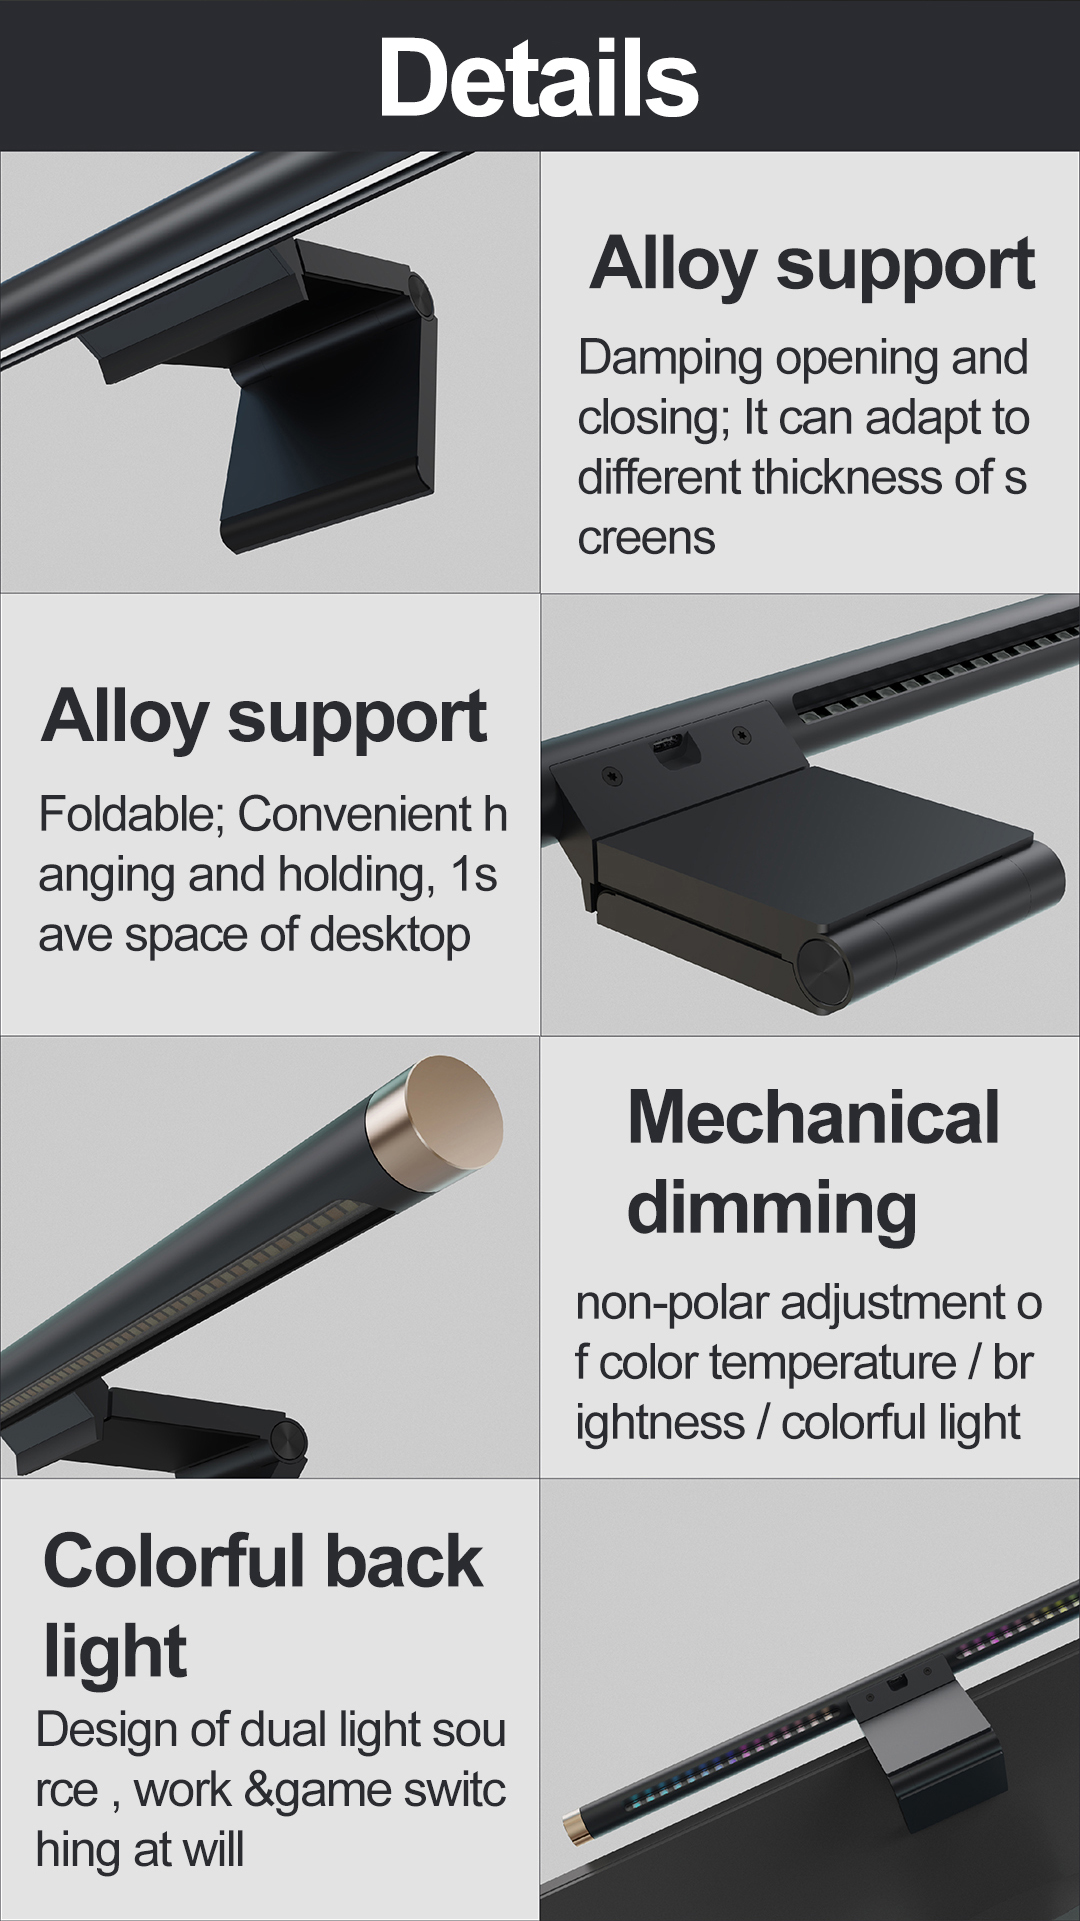 Details
Alloy support
Damping opening and
closing; It can adapt to
different thickness of s
creens
Alloy support
Foldable; Convenient h
anging and holding, 1s
ave space of desktop
Mechanical
dimming
non-polar adjustment o
f color temperature / br
ightness / colorful light
Colorful back
light
Design of dual light sou
rce , work &game switc
hing at will